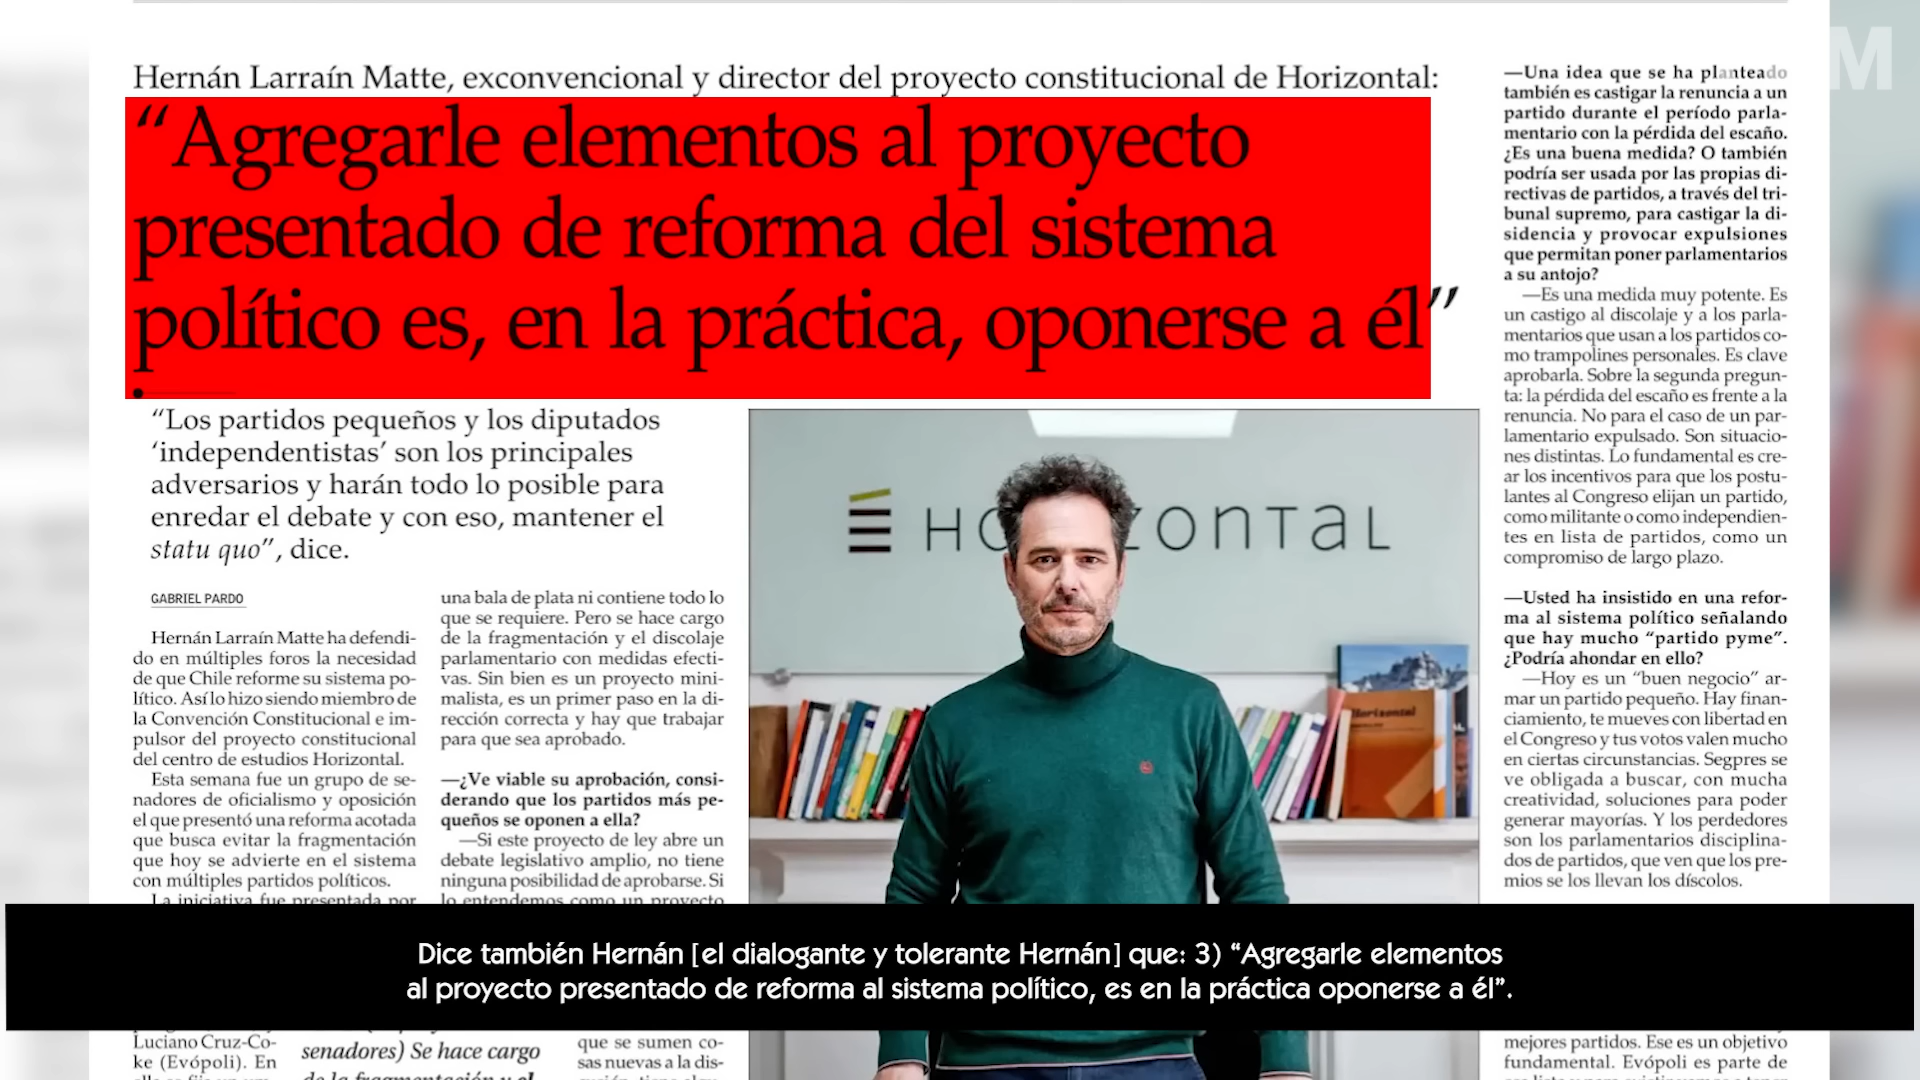 M
Hernán Larraín Matte, exconvencional y director del proyecto constitucional de Horizontal:
“Agregarle elementos al proyecto
presentado de reforma del sistema
político es, en la práctica, oponerse a él”
“Los partidos pequeños y los diputados
‘independentistas’ son los principales
adversarios y harán todo lo posible para
enredar el debate y con eso, mantener el
statu quo”, dice.
GABRIEL PARDO
Hernán Larraín Matte ha defendi-
do en múltiples foros la necesidad
de que Chile reforme su sistema po-
lítico. Así lo hizo siendo miembro de
la Convención Constitucional e im-
pulsor del proyecto constitucional
del centro de estudios Horizontal.
Esta semana fue un grupo de se-
nadores de oficialismo y oposición
el que presentó una reforma acotada
que busca evitar la fragmentación
que hoy se advierte en el sistema
con múltiples partidos políticos.
La iniciativa fue presentada por
Luciano Cruz-Co-
ke (Evópoli). En
senadores) Se hace cargo
de la fragmentación y el
una bala de plata ni contiene todo lo
que se requiere. Pero se hace cargo
de la fragmentación y el discolaje
parlamentario con medidas efecti-
vas. Sin bien es un proyecto mini-
malista, es un primer paso en la di-
rección correcta y hay que trabajar
para que sea aprobado.
—¿Ve viable su aprobación, consi-
derando que los partidos más pe-
queños se oponen a ella?
—Si este proyecto de ley abre un
debate legislativo amplio, no tiene
ninguna posibilidad de aprobarse. Si
lo entendemos como un proyecto
que se sumen co-
sas nuevas a la dis-
HORIZONTAL
Horizontal
—Una idea que se ha planteado
también es castigar la renuncia a un
partido durante el período parla-
mentario con la pérdida del escaño.
¿Es una buena medida? O también
podría ser usada por las propias di-
rectivas de partidos, a través del tri-
bunal supremo, para castigar la di-
sidencia y provocar expulsiones
que permitan poner parlamentarios
a su antojo?
—Es una medida muy potente. Es
un castigo al discolaje y a los parla-
mentarios que usan a los partidos co-
mo trampolines personales. Es clave
aprobarla. Sobre la segunda pregun-
ta: la pérdida del escaño es frente a la
renuncia. No para el caso de un par-
lamentario expulsado. Son situacio-
nes distintas. Lo fundamental es cre-
ar los incentivos para que los postu-
lantes al Congreso elijan un partido,
como militante o como independien-
tes en lista de partidos, como un
compromiso de largo plazo.
—Usted ha insistido en una refor-
ma al sistema político señalando
que hay mucho “partido pyme”.
¿Podría ahondar en ello?
—Hoy es un “buen negocio” ar-
mar un partido pequeño. Hay finan-
ciamiento, te mueves con libertad en
el Congreso y tus votos valen mucho
en ciertas circunstancias. Segpres se
ve obligada a buscar, con mucha
creatividad, soluciones para poder
generar mayorías. Y los perdedores
son los parlamentarios disciplina-
dos de partidos, que ven que los pre-
mios se los llevan los díscolos.
mejores partidos. Ese es un objetivo
fundamental. Evópoli es parte de
Dice también Hernán [el dialogante y tolerante Hernán] que: 3) “Agregarle elementos
al proyecto presentado de reforma al sistema político, es en la práctica oponerse a él”.